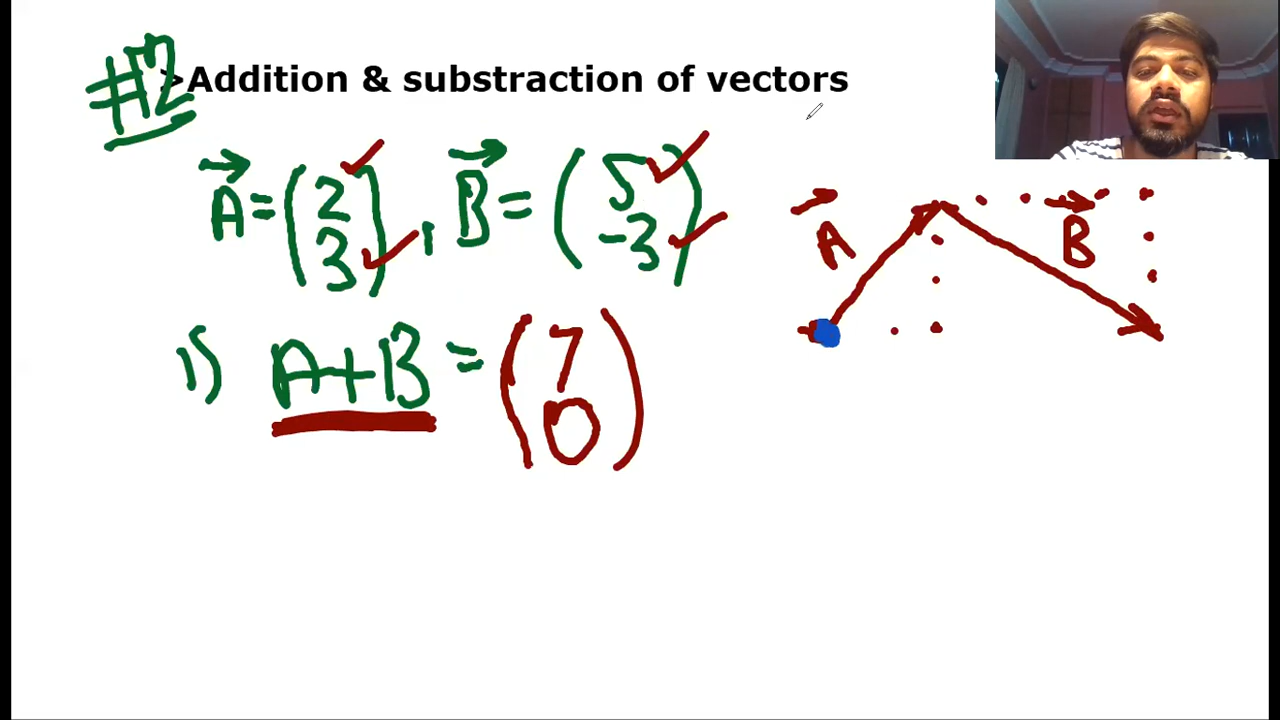 #2 >Addition & substraction of vectors
A = (2 3), B = (5 -3)
A B
1) A+B = (7 0)